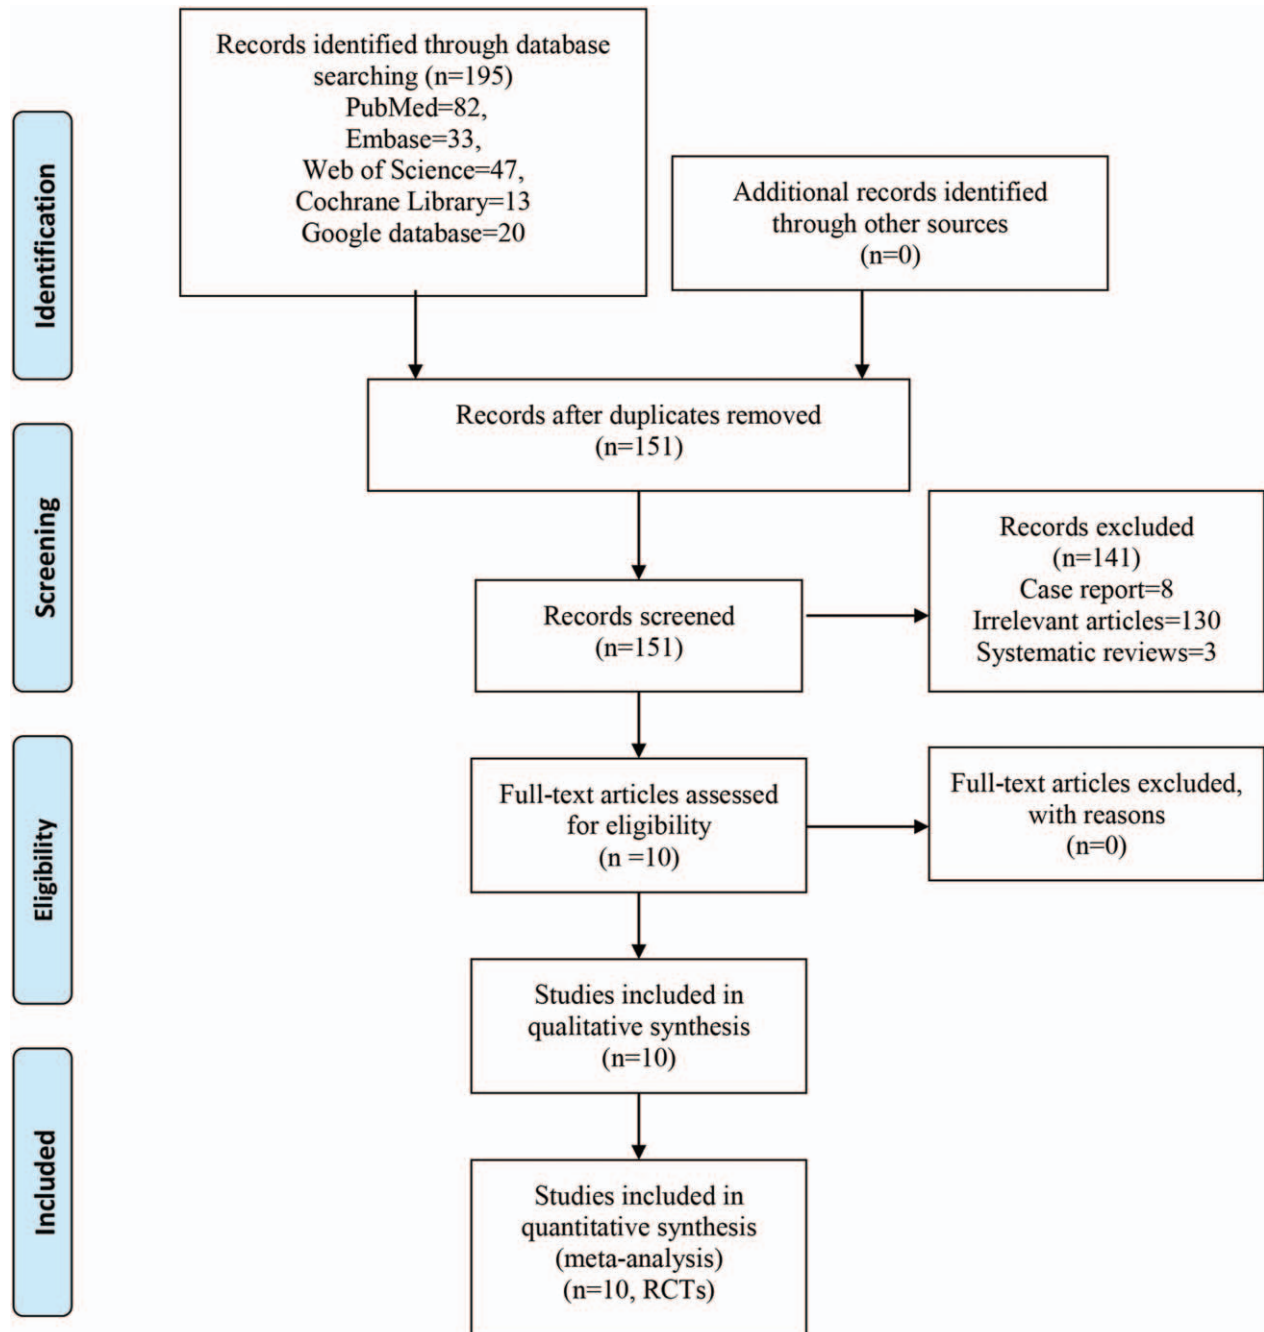 Records identified through database
searching (n=195)
PubMed=82,
Embase=33,
Web of Science=47,
Cochrane Library=13
Google database=20
Additional records identified
through other sources
(n=0)
Identification
Records after duplicates removed
(n=151)
Screening
Records excluded
(n=141)
Case report=8
Irrelevant articles=130
Systematic reviews=3
Records screened
(n=151)
Full-text articles assessed
for eligibility
(n =10)
Full-text articles excluded,
with reasons
(n=0)
Eligibility
Studies included in
qualitative synthesis
(n=10)
Included
Studies included in
quantitative synthesis
(meta-analysis)
(n=10, RCTs)